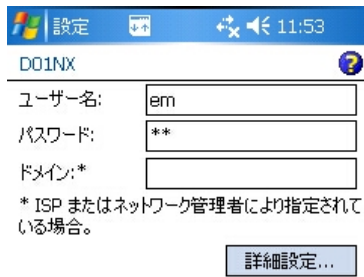 設定 11:53
D01NX
ユーザー名: em
パスワード: **
ドメイン:*
* ISP またはネットワーク管理者により指定されて
いる場合。
詳細設定...